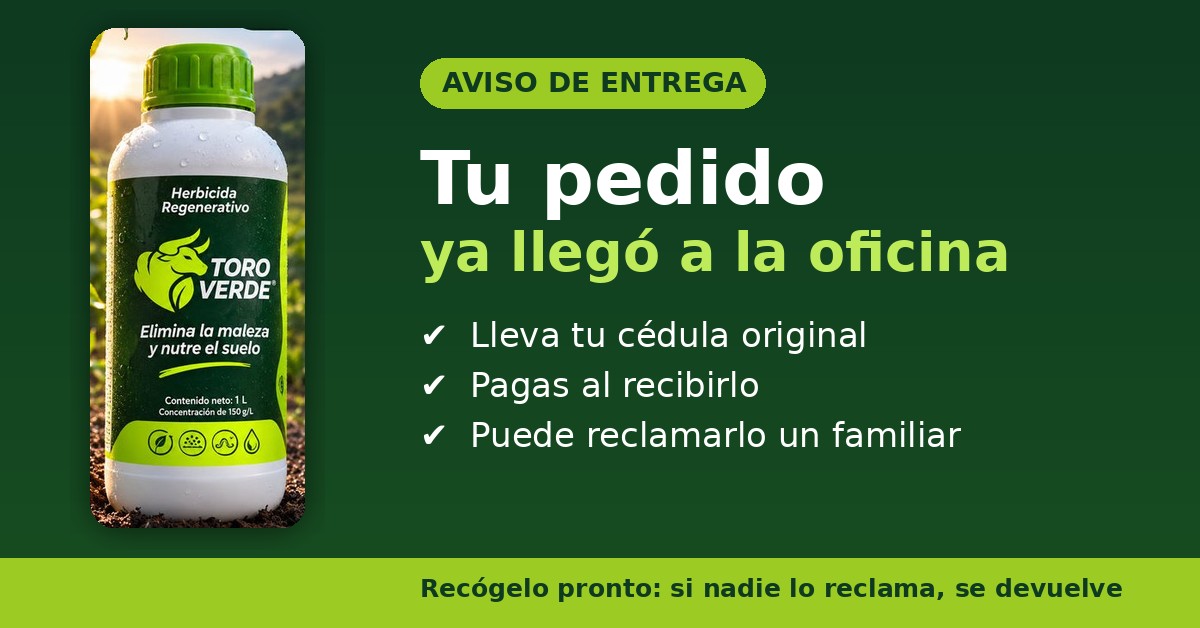 Herbicida
Regenerativo
TORO
VERDE®
Elimina la maleza
y nutre el suelo
Contenido neto: 1 L
Concentración de 150 g/L
AVISO DE ENTREGA
Tu pedido
ya llegó a la oficina
✔ Lleva tu cédula original
✔ Pagas al recibirlo
✔ Puede reclamarlo un familiar
Recógelo pronto: si nadie lo reclama, se devuelve